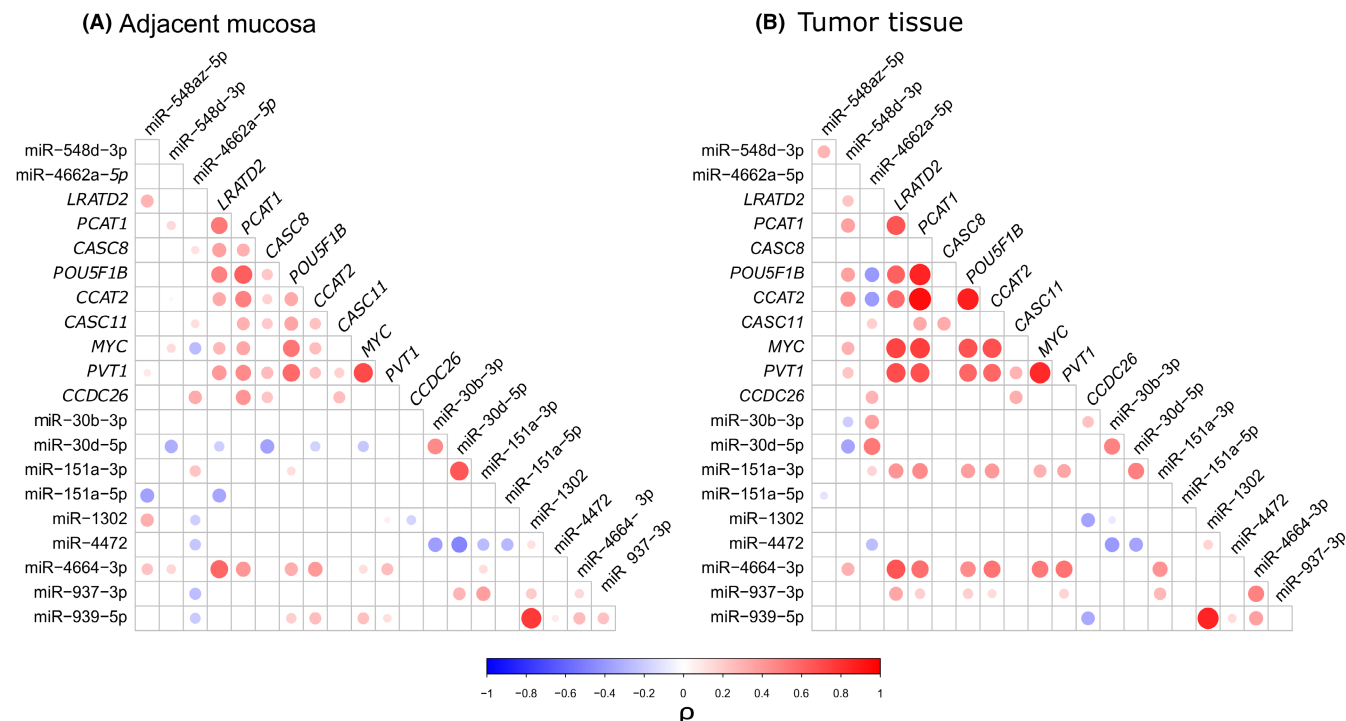 (A) Adjacent mucosa
miR−548az−5p
miR−548d−3p
miR−4662a−5p
LRATD2
PCAT1
CASC8
POU5F1B
CCAT2
CASC11
MYC
PVT1
CCDC26
miR−30b−3p
miR−30d−5p
miR−151a−3p
miR−151a−5p
miR−1302
miR−4472
miR−4664− 3p
miR 937−3p
miR−548d−3p
miR−4662a−5p
LRATD2
PCAT1
CASC8
POU5F1B
CCAT2
CASC11
MYC
PVT1
CCDC26
miR−30b−3p
miR−30d−5p
miR−151a−3p
miR−151a−5p
miR−1302
miR−4472
miR−4664−3p
miR−937−3p
miR−939−5p
(B) Tumor tissue
miR−548az−5p
miR−548d−3p
miR−4662a−5p
LRATD2
PCAT1
CASC8
POU5F1B
CCAT2
CASC11
MYC
PVT1
CCDC26
miR−30b−3p
miR−30d−5p
miR−151a−3p
miR−151a−5p
miR−1302
miR−4472
miR−4664−3p
miR−937−3p
miR−548d−3p
miR−4662a−5p
LRATD2
PCAT1
CASC8
POU5F1B
CCAT2
CASC11
MYC
PVT1
CCDC26
miR−30b−3p
miR−30d−5p
miR−151a−3p
miR−151a−5p
miR−1302
miR−4472
miR−4664−3p
miR−937−3p
miR−939−5p
−1 −0.8 −0.6 −0.4 −0.2 0 0.2 0.4 0.6 0.8 1
ρ